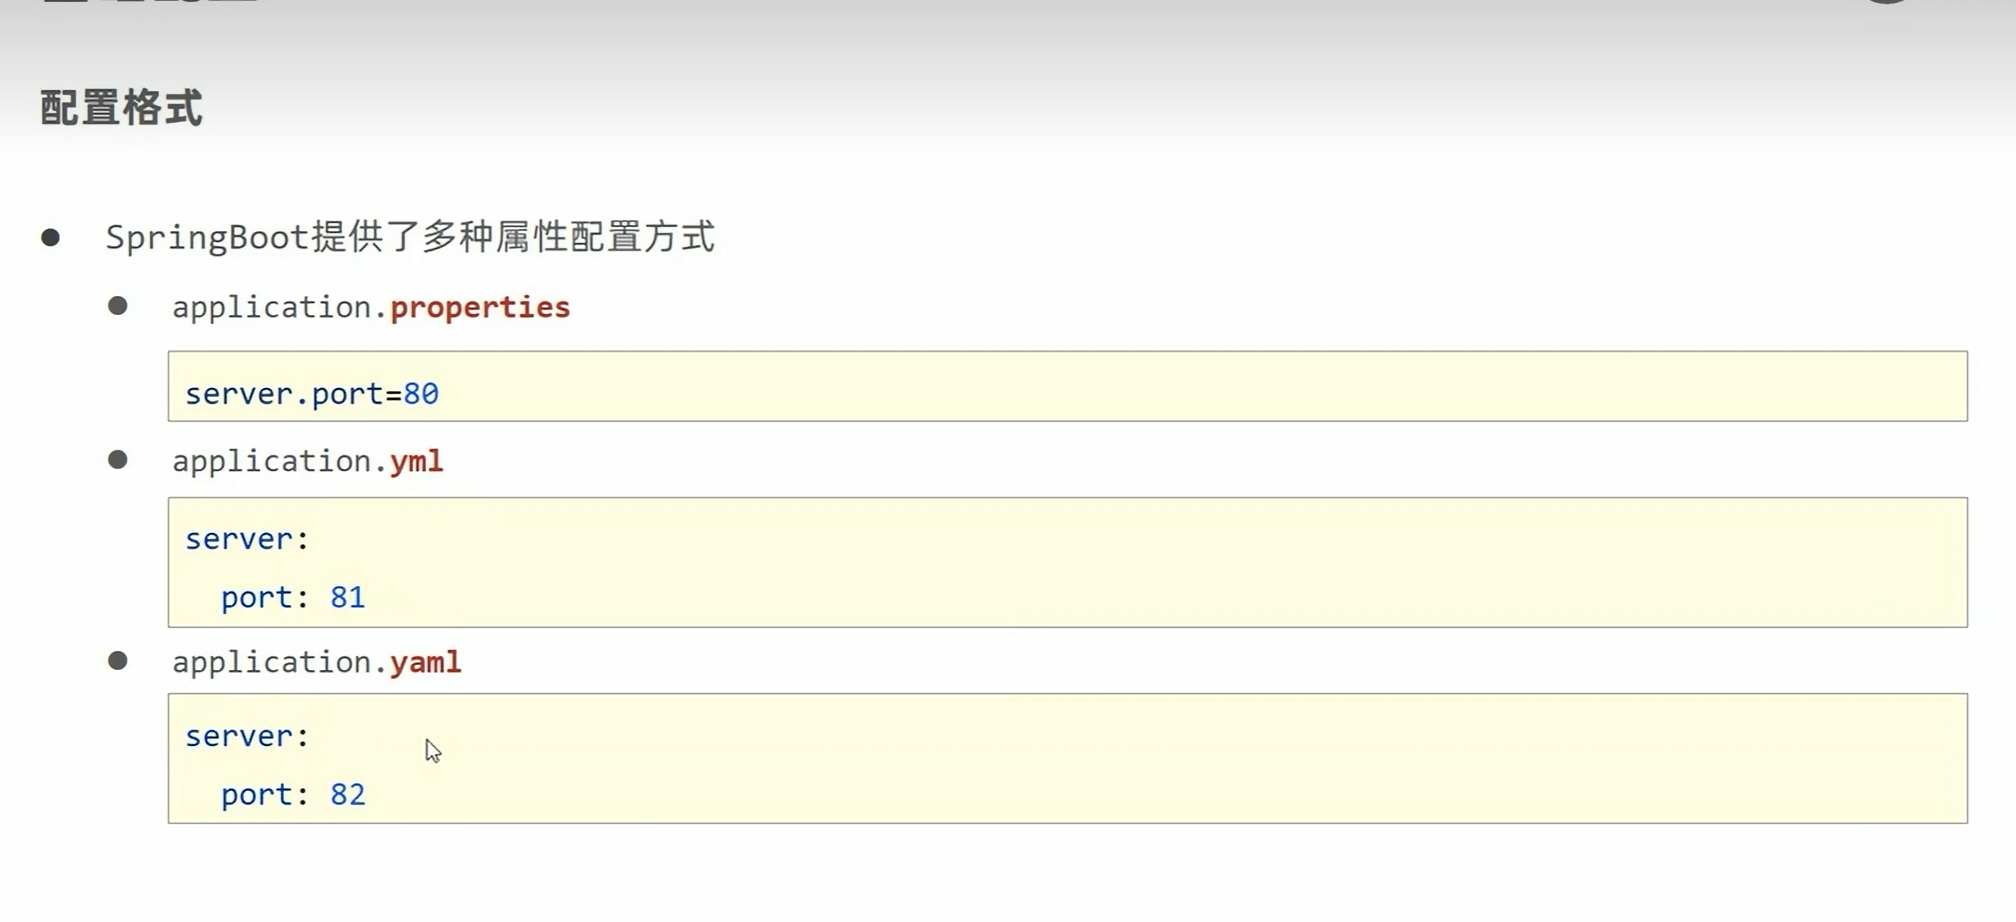 配置格式
SpringBoot提供了多种属性配置方式
application.properties
server.port=80
application.yml
server:
  port: 81
application.yaml
server:
  port: 82